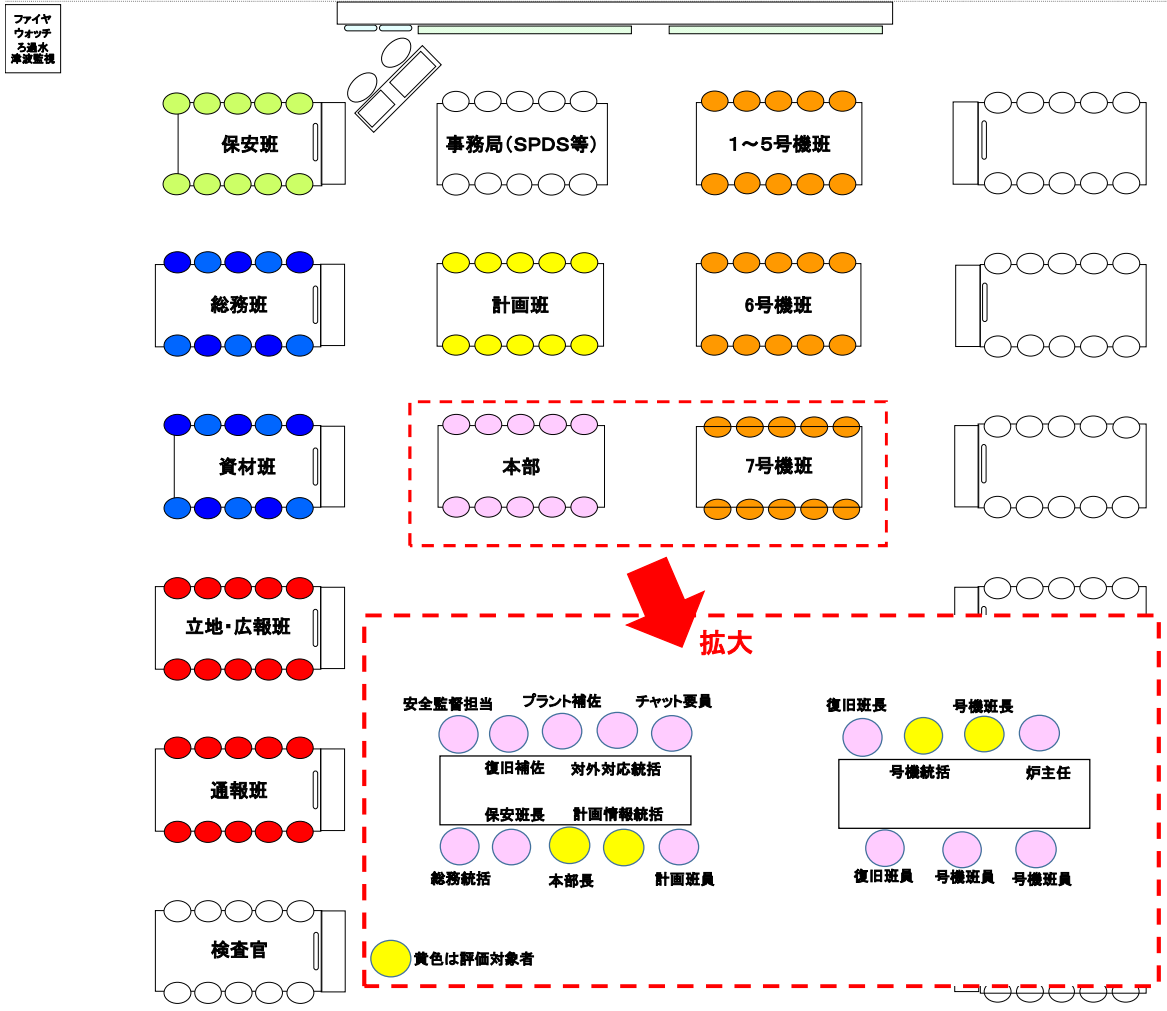 ファイヤ
ウォッチ
ろ過水
津波監視
保安班
事務局(SPDS等)
1～5号機班
総務班
計画班
6号機班
資材班
本部
7号機班
立地・広報班
拡大
安全監督担当
プラント補佐
チャット要員
復旧班長
号機班長
復旧補佐
対外対応統括
号機統括
炉主任
通報班
保安班長
計画情報統括
総務統括
本部長
計画班員
復旧班員
号機班員
号機班員
検査官
黄色は評価対象者